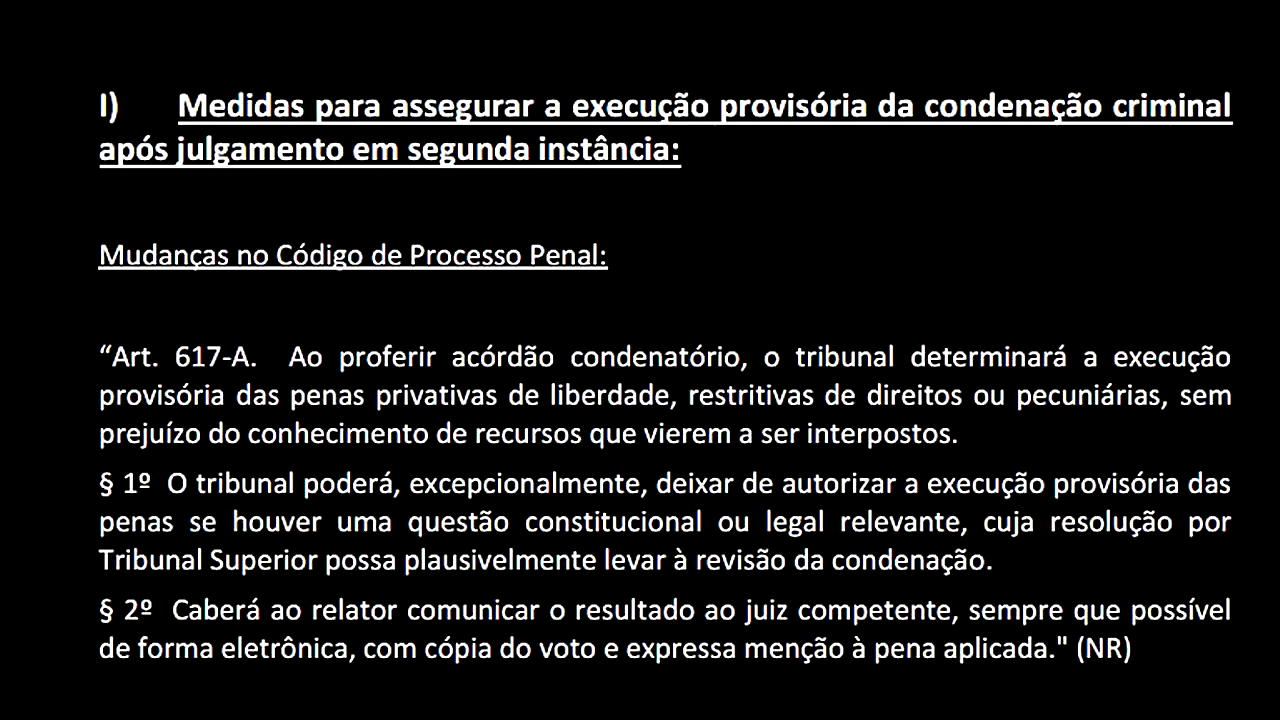 I) Medidas para assegurar a execução provisória da condenação criminal
após julgamento em segunda instância:
Mudanças no Código de Processo Penal:
“Art. 617-A. Ao proferir acórdão condenatório, o tribunal determinará a execução
provisória das penas privativas de liberdade, restritivas de direitos ou pecuniárias, sem
prejuízo do conhecimento de recursos que vierem a ser interpostos.
§ 1º O tribunal poderá, excepcionalmente, deixar de autorizar a execução provisória das
penas se houver uma questão constitucional ou legal relevante, cuja resolução por
Tribunal Superior possa plausivelmente levar à revisão da condenação.
§ 2º Caberá ao relator comunicar o resultado ao juiz competente, sempre que possível
de forma eletrônica, com cópia do voto e expressa menção à pena aplicada." (NR)